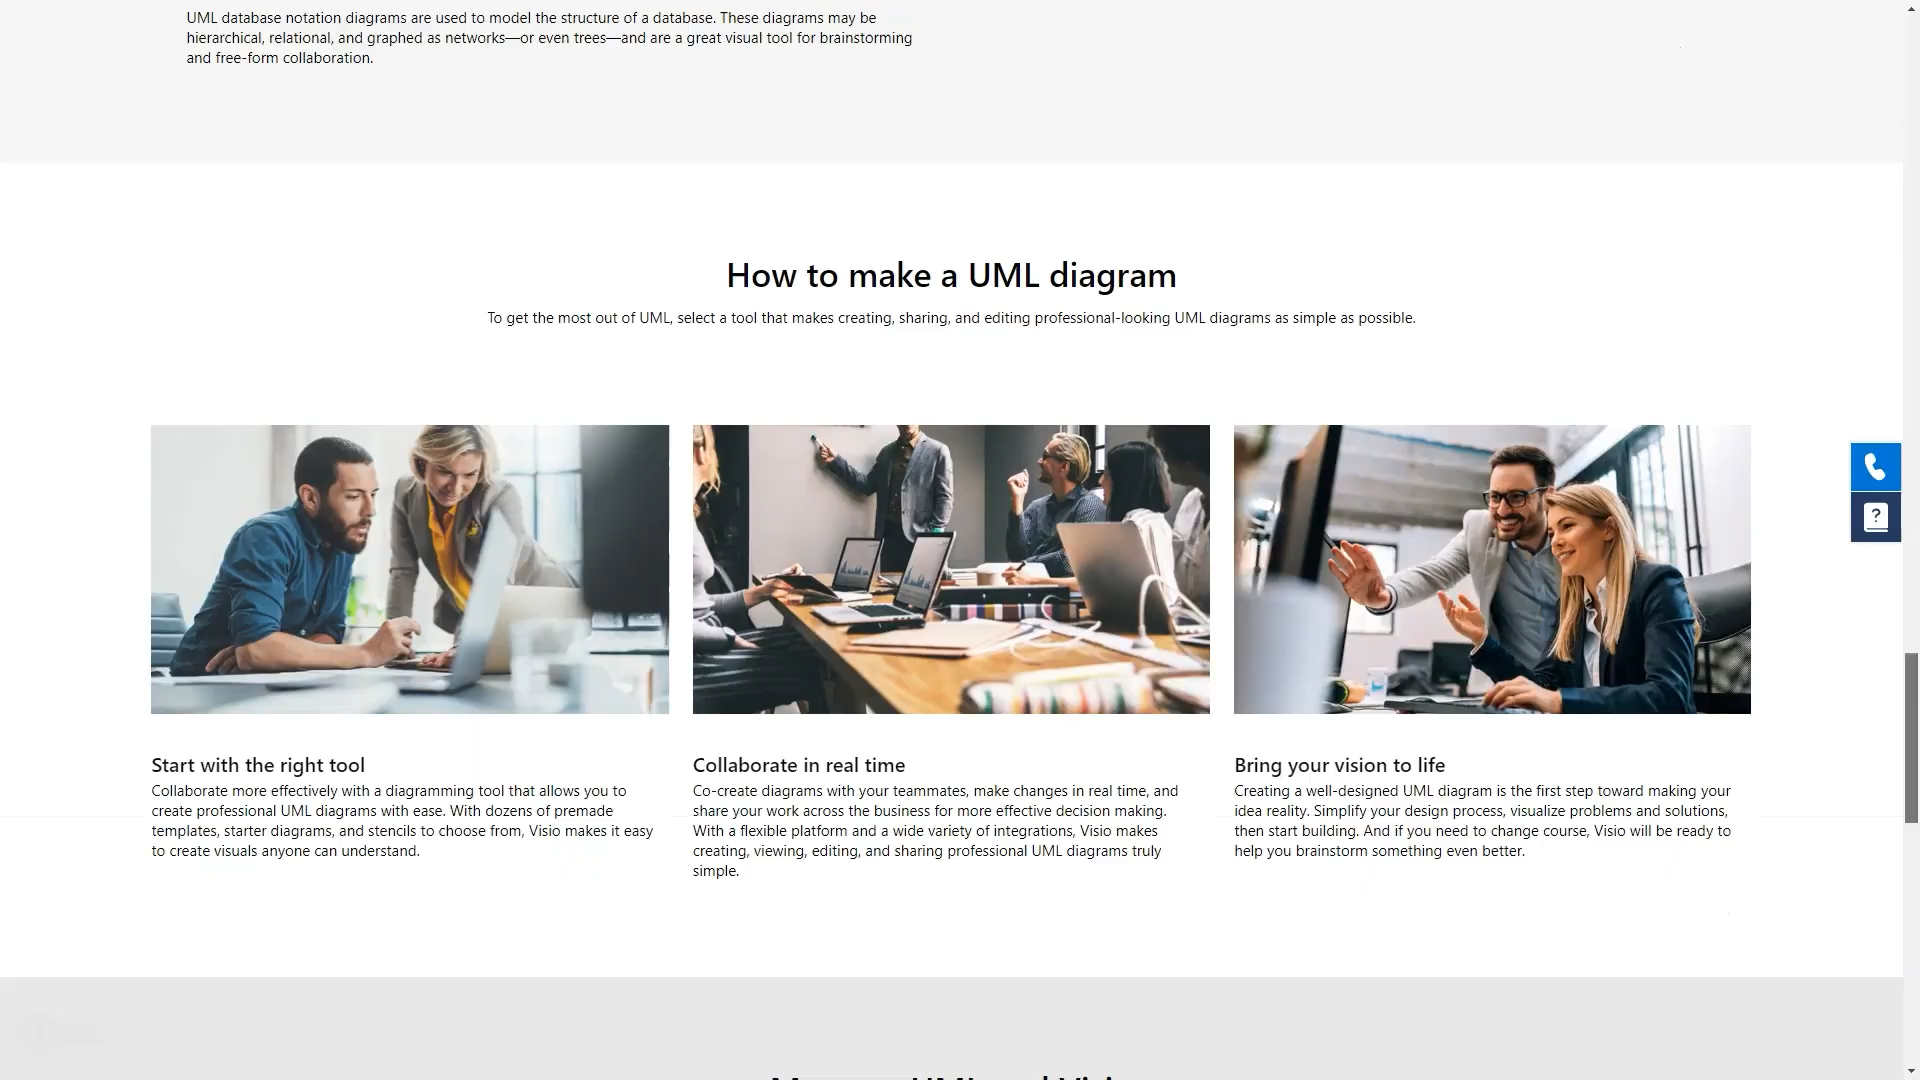 UML database notation diagrams are used to model the structure of a database. These diagrams may be
hierarchical, relational, and graphed as networks—or even trees—and are a great visual tool for brainstorming
and free-form collaboration.
How to make a UML diagram
To get the most out of UML, select a tool that makes creating, sharing, and editing professional-looking UML diagrams as simple as possible.
Start with the right tool
Collaborate more effectively with a diagramming tool that allows you to
create professional UML diagrams with ease. With dozens of premade
templates, starter diagrams, and stencils to choose from, Visio makes it easy
to create visuals anyone can understand.
Collaborate in real time
Co-create diagrams with your teammates, make changes in real time, and
share your work across the business for more effective decision making.
With a flexible platform and a wide variety of integrations, Visio makes
creating, viewing, editing, and sharing professional UML diagrams truly
simple.
Bring your vision to life
Creating a well-designed UML diagram is the first step toward making your
idea reality. Simplify your design process, visualize problems and solutions,
then start building. And if you need to change course, Visio will be ready to
help you brainstorm something even better.